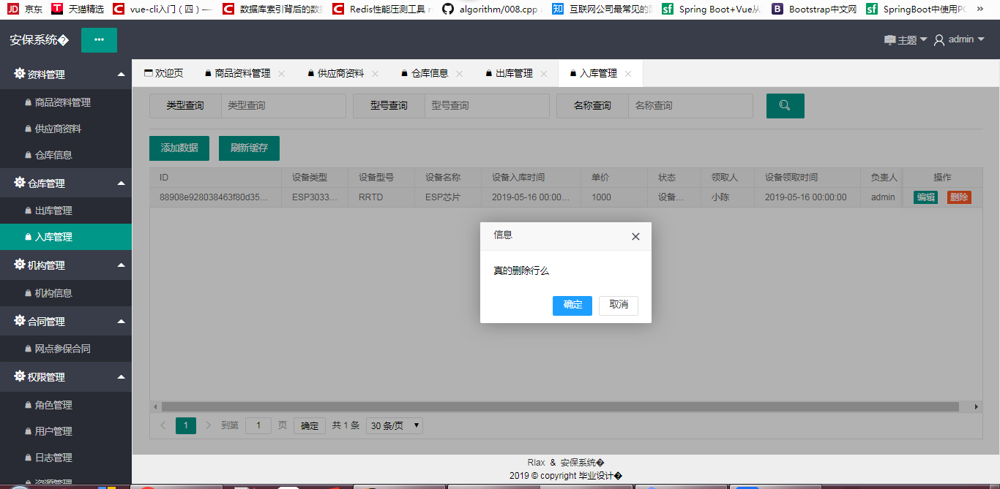 JD 京东 T 天猫精选 C vue-cli入门（四）— C 数据库索引背后的数 C Redis性能压测工具 algorithm/008.cpp 知 互联网公司最常见的 sf Spring Boot+Vue从 B Bootstrap中文网 sf SpringBoot中使用PO »
安保系统� ••• 主题 admin
资料管理
商品资料管理
供应商资料
仓库信息
仓库管理
出库管理
入库管理
机构管理
机构信息
合同管理
网点参保合同
权限管理
角色管理
用户管理
日志管理
资源管理
欢迎页 商品资料管理 供应商资料 仓库信息 出库管理 入库管理
类型查询 类型查询 型号查询 型号查询 名称查询 名称查询
添加数据 刷新缓存
ID 设备类型 设备型号 设备名称 设备入库时间 单价 状态 领取人 设备领取时间 负责人 操作
88908e928038463f80d35... ESP3033... RRTD ESP芯片 2019-05-16 00:00... 1000 设备... 小陈 2019-05-16 00:00:00 admin 编辑 删除
信息
真的删除行么
确定 取消
1 到第 1 页 确定 共 1 条 30 条/页
Rlax & 安保系统�
2019 © copyright 毕业设计�